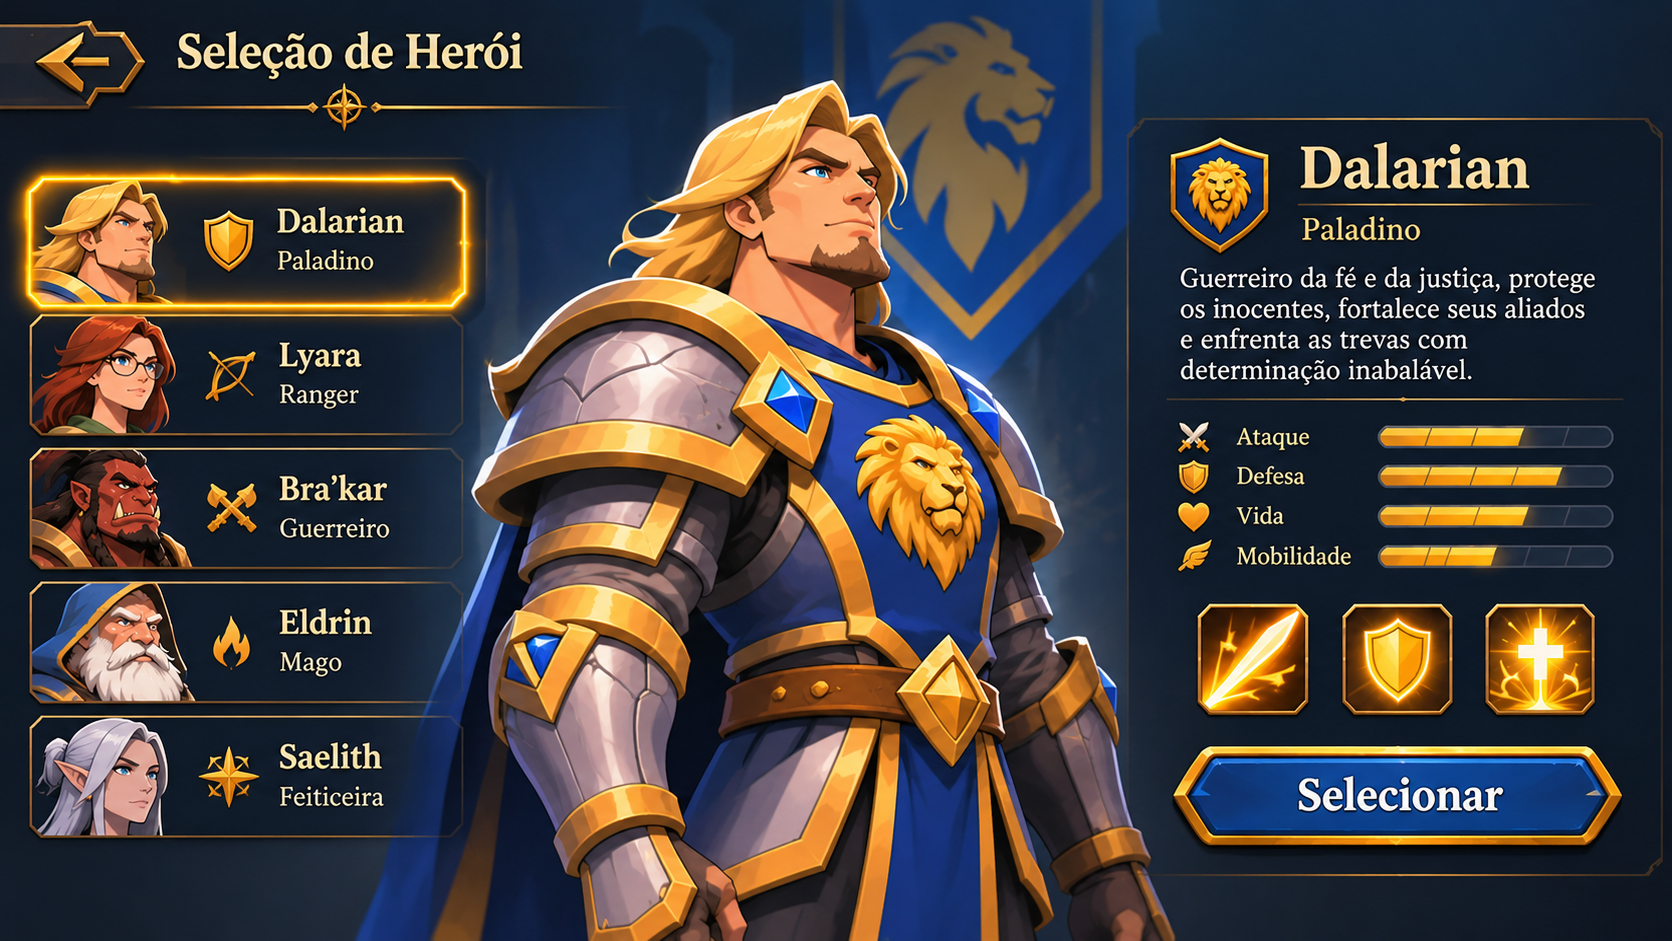 Seleção de Herói
Dalarian
Paladino
Lyara
Ranger
Bra'kar
Guerreiro
Eldrin
Mago
Saelith
Feiticeira
Dalarian
Paladino
Guerreiro da fé e da justiça, protege
os inocentes, fortalece seus aliados
e enfrenta as trevas com
determinação inabalável.
Ataque
Defesa
Vida
Mobilidade
Selecionar